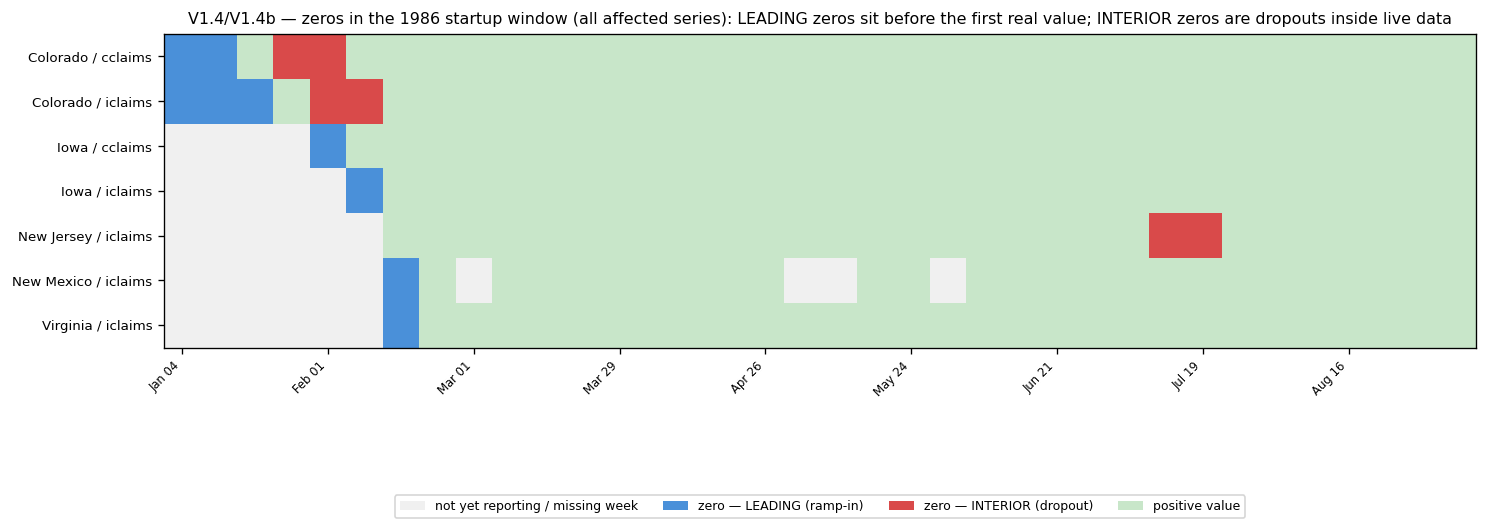 V1.4/V1.4b — zeros in the 1986 startup window (all affected series): LEADING zeros sit before the first real value; INTERIOR zeros are dropouts inside live data
Colorado / cclaims
Colorado / iclaims
Iowa / cclaims
Iowa / iclaims
New Jersey / iclaims
New Mexico / iclaims
Virginia / iclaims
Jan 04
Feb 01
Mar 01
Mar 29
Apr 26
May 24
Jun 21
Jul 19
Aug 16
not yet reporting / missing week
zero — LEADING (ramp-in)
zero — INTERIOR (dropout)
positive value